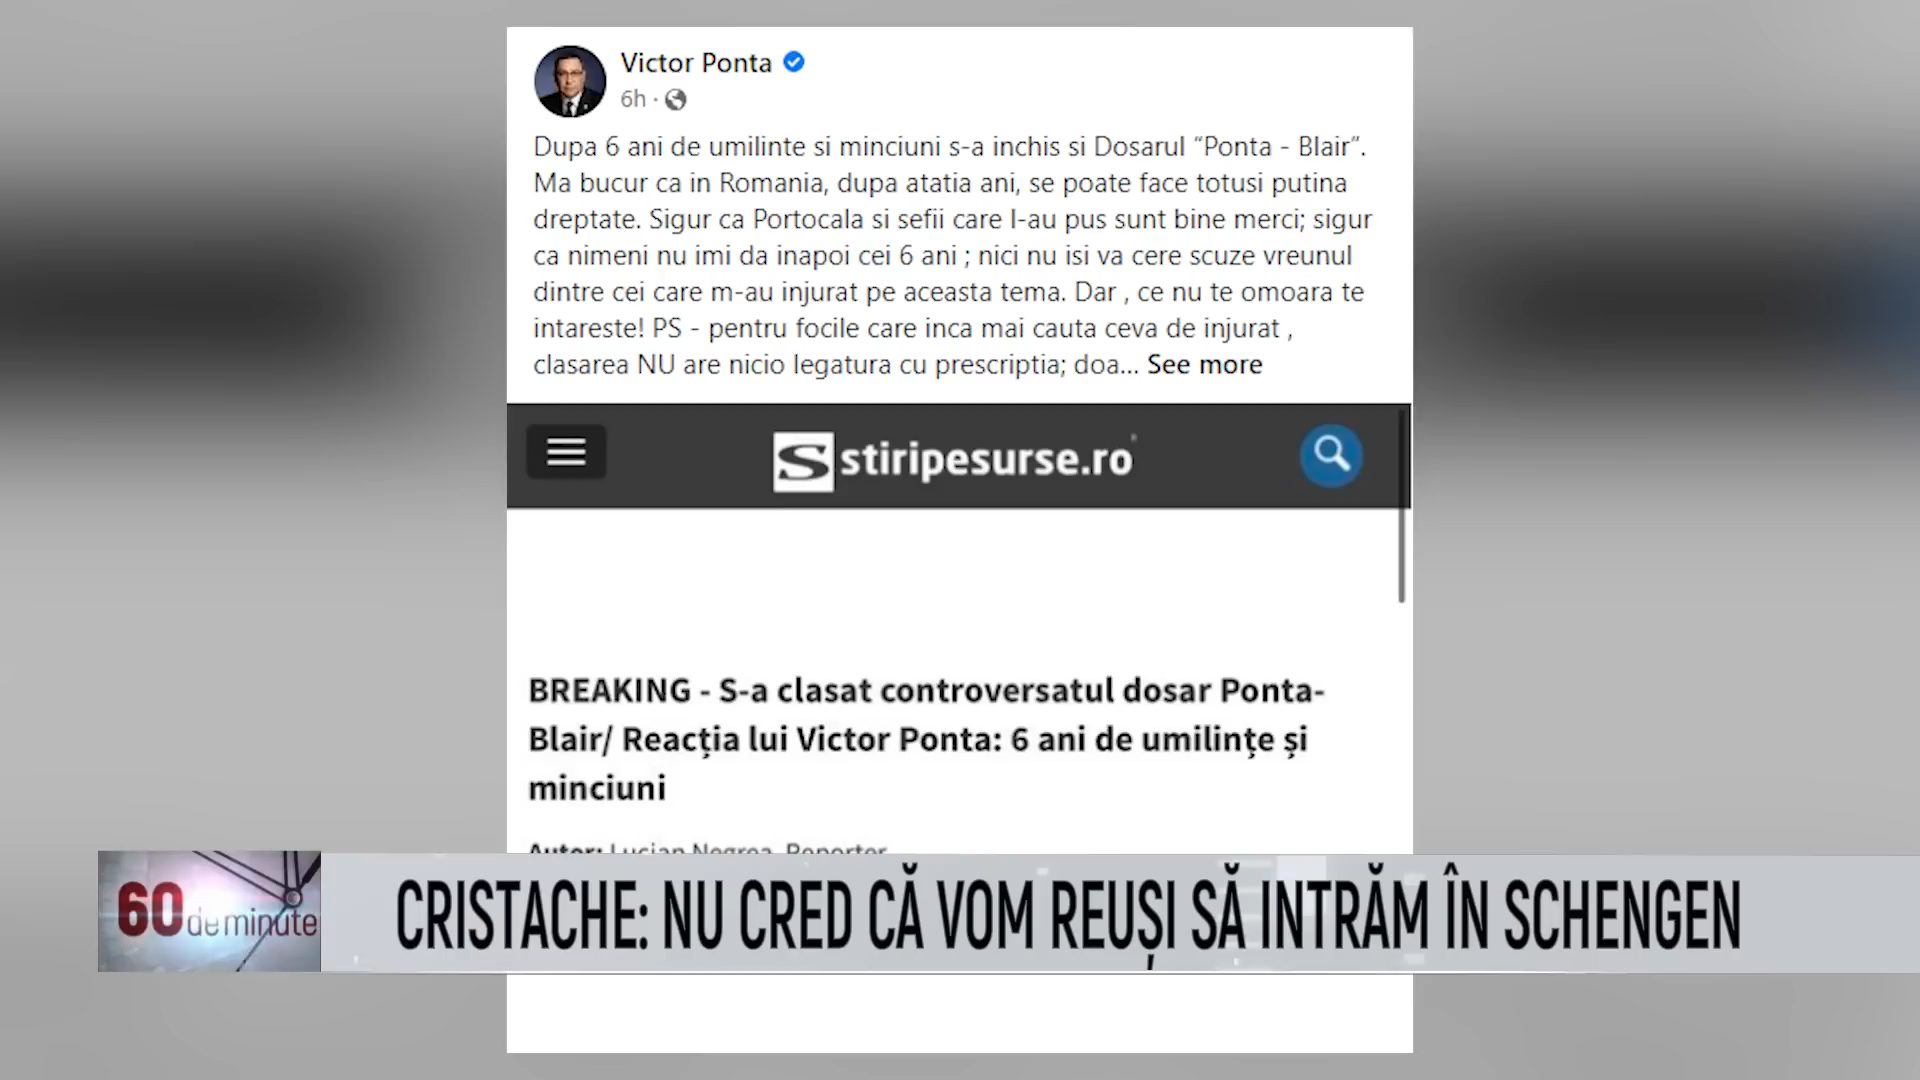 Victor Ponta
6h ·
Dupa 6 ani de umilinte si minciuni s-a inchis si Dosarul “Ponta - Blair”.
Ma bucur ca in Romania, dupa atatia ani, se poate face totusi putina
dreptate. Sigur ca Portocala si sefii care l-au pus sunt bine merci; sigur
ca nimeni nu imi da inapoi cei 6 ani ; nici nu isi va cere scuze vreunul
dintre cei care m-au injurat pe aceasta tema. Dar , ce nu te omoara te
intareste! PS - pentru focile care inca mai cauta ceva de injurat ,
clasarea NU are nicio legatura cu prescriptia; doa... See more
S stiripesurse.ro
BREAKING - S-a clasat controversatul dosar Ponta-
Blair/ Reacția lui Victor Ponta: 6 ani de umilințe și
minciuni
Autor: Lucian Negrea, Reporter
60 de minute
CRISTACHE: NU CRED CĂ VOM REUȘI SĂ INTRĂM ÎN SCHENGEN